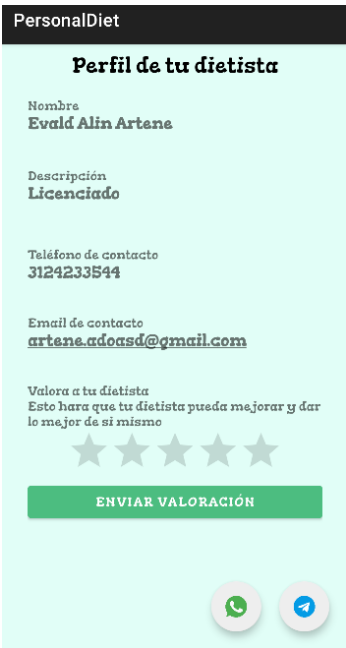 PersonalDiet
Perfil de tu dietista
Nombre
Evald Alin Artene
Descripción
Licenciado
Teléfono de contacto
3124233544
Email de contacto
artene.adoasd@gmail.com
Valora a tu dietista
Esto hara que tu dietista pueda mejorar y dar
lo mejor de si mismo
ENVIAR VALORACIÓN